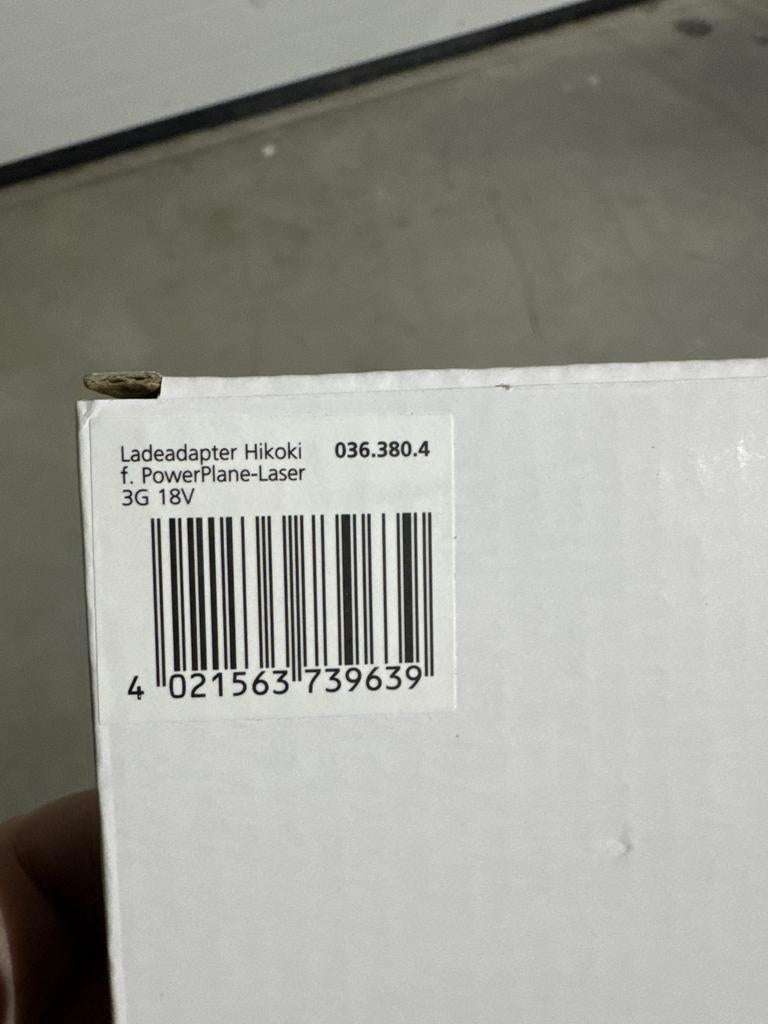 Ladeadapter Hikoki 036.380.4
f. PowerPlane-Laser
3G 18V
4 021563 739639